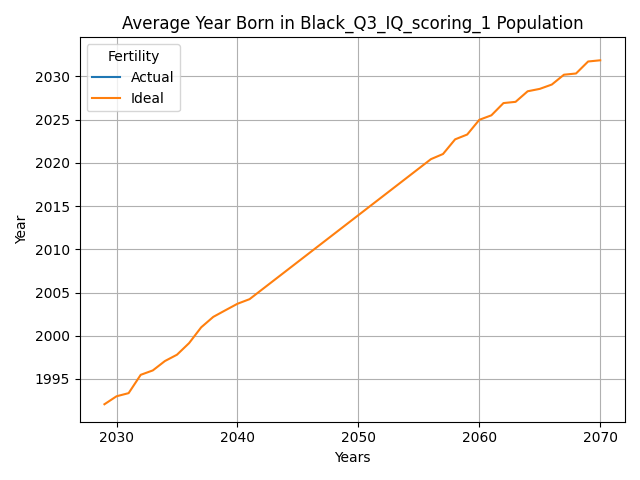 Average Year Born in Black_Q3_IQ_scoring_1 Population
Fertility
Actual
Ideal
2030
2025
2020
2015
2010
2005
2000
1995
Year
2030 2040 2050 2060 2070
Years